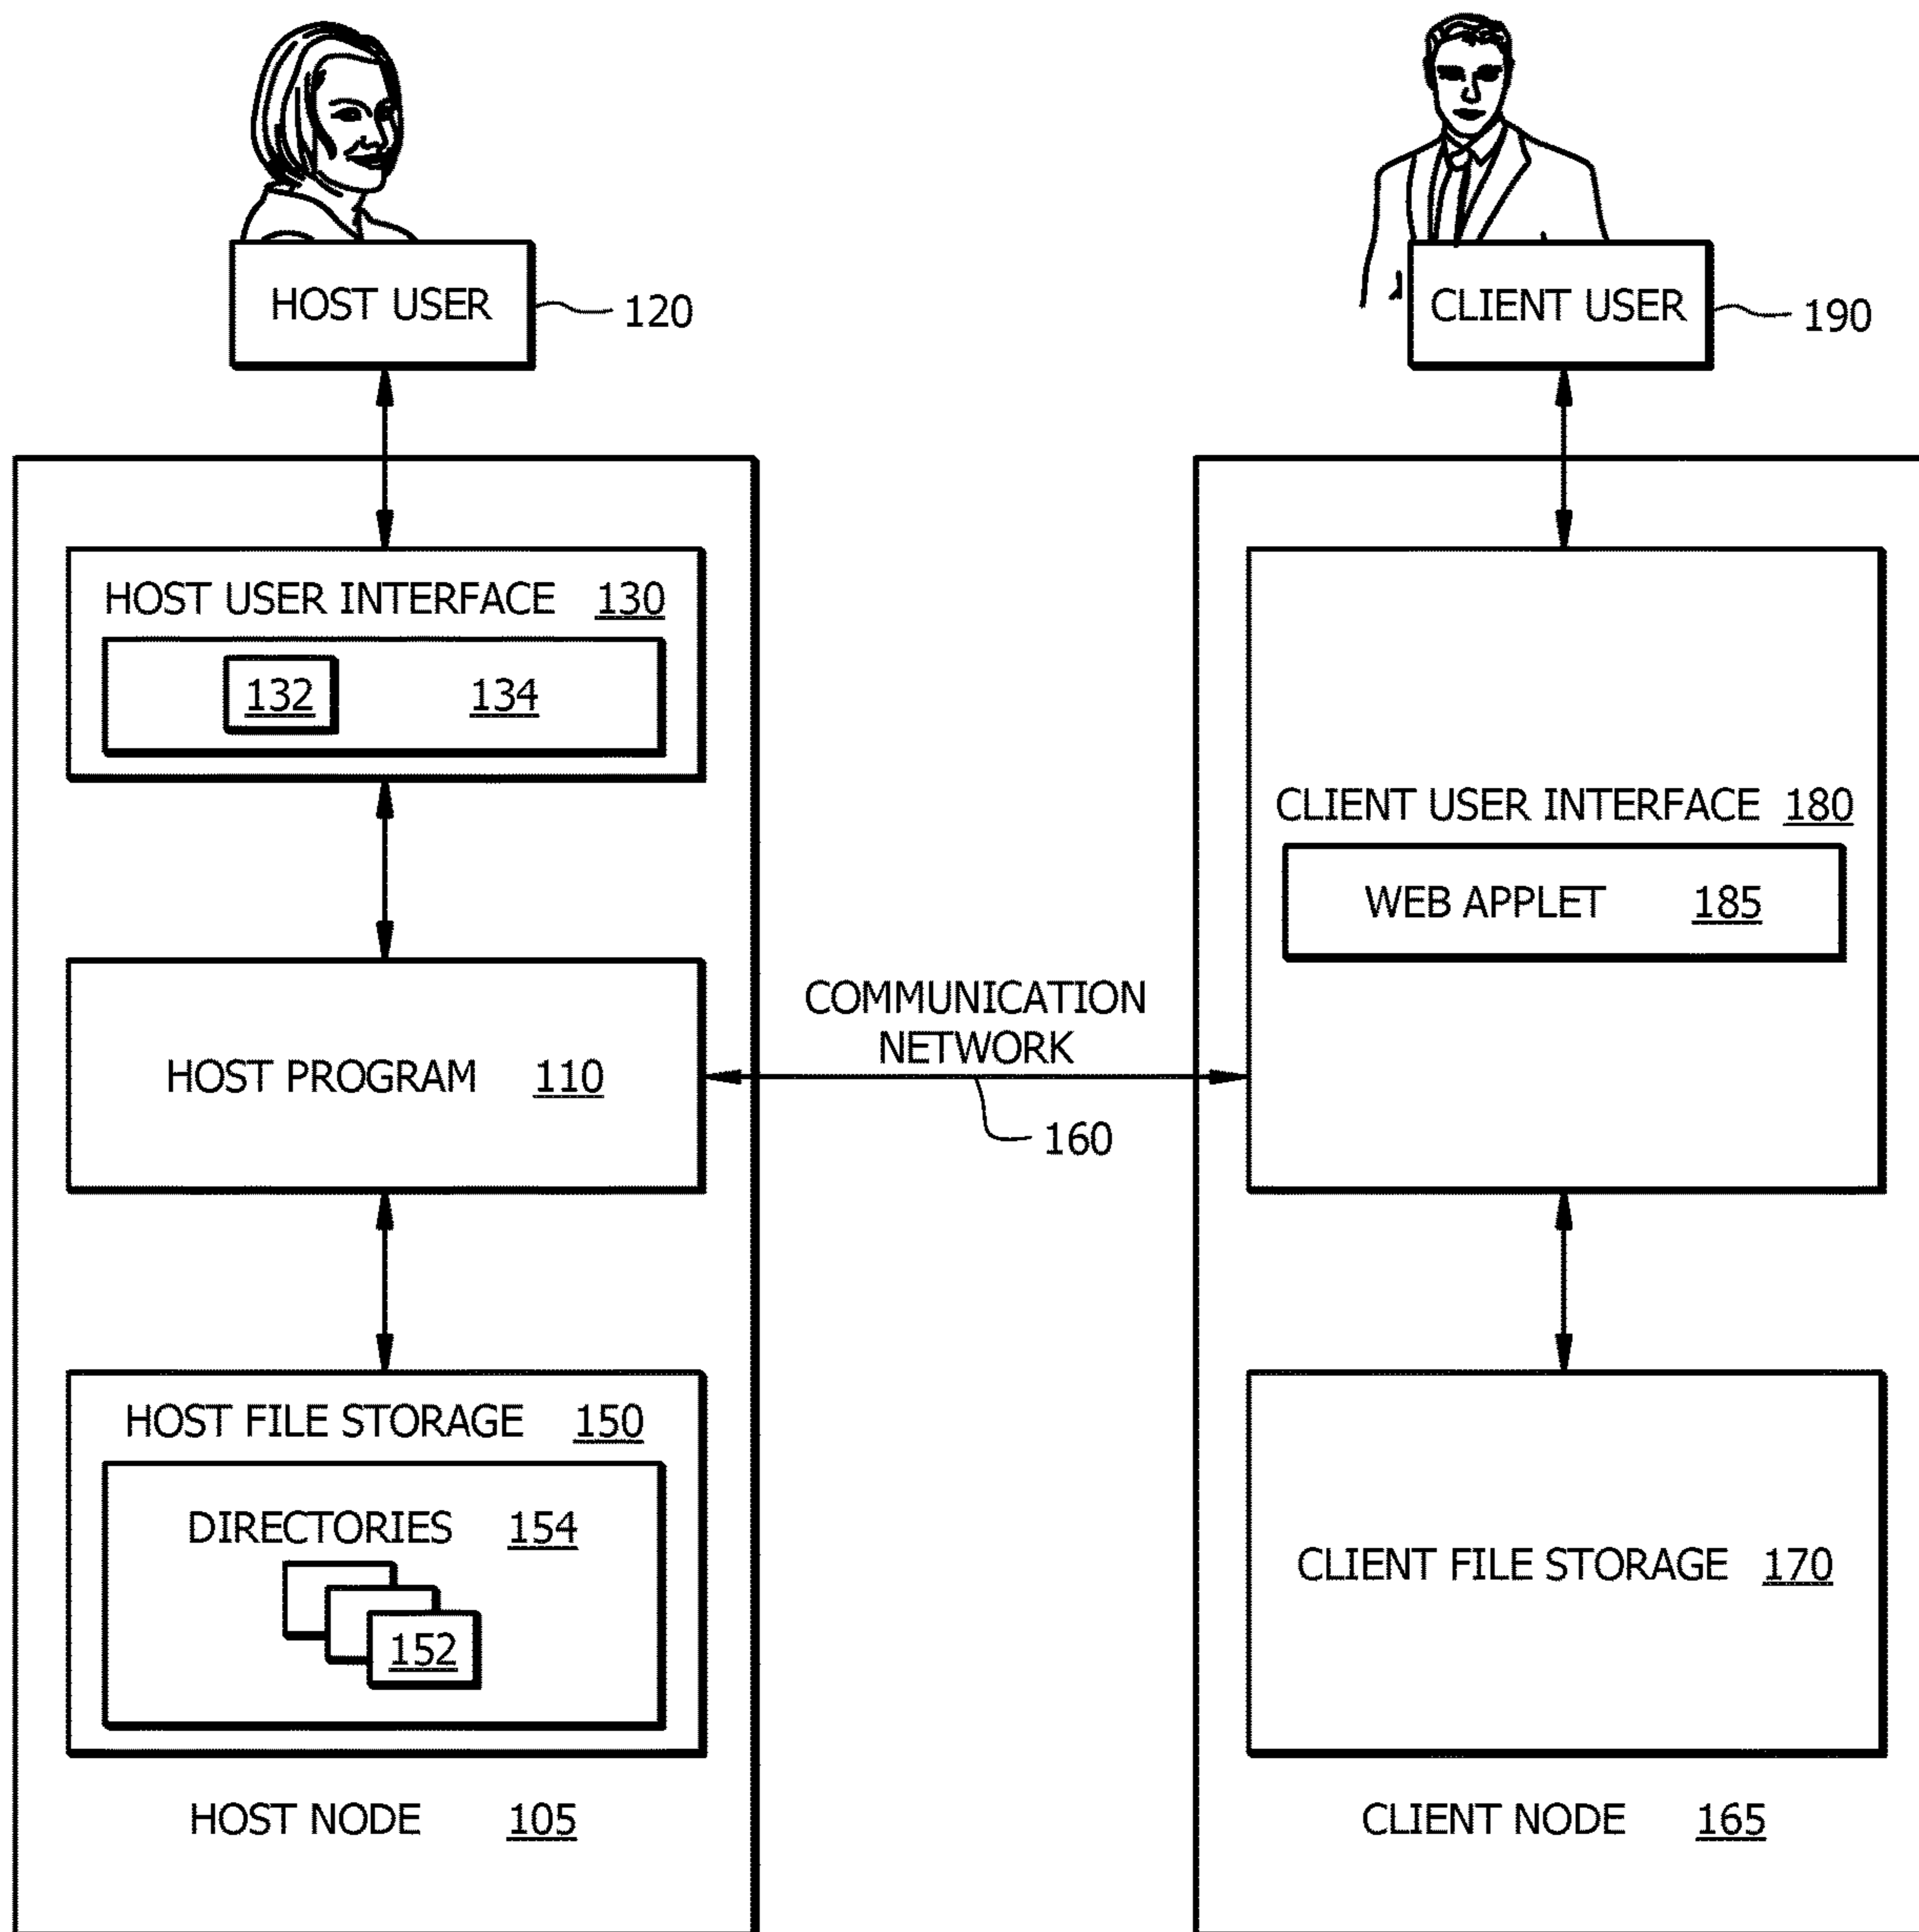 HOST USER
120
CLIENT USER
190
HOST USER INTERFACE 130
132 134
CLIENT USER INTERFACE 180
WEB APPLET 185
COMMUNICATION
NETWORK
HOST PROGRAM 110
160
HOST FILE STORAGE 150
DIRECTORIES 154
152
CLIENT FILE STORAGE 170
HOST NODE 105
CLIENT NODE 165